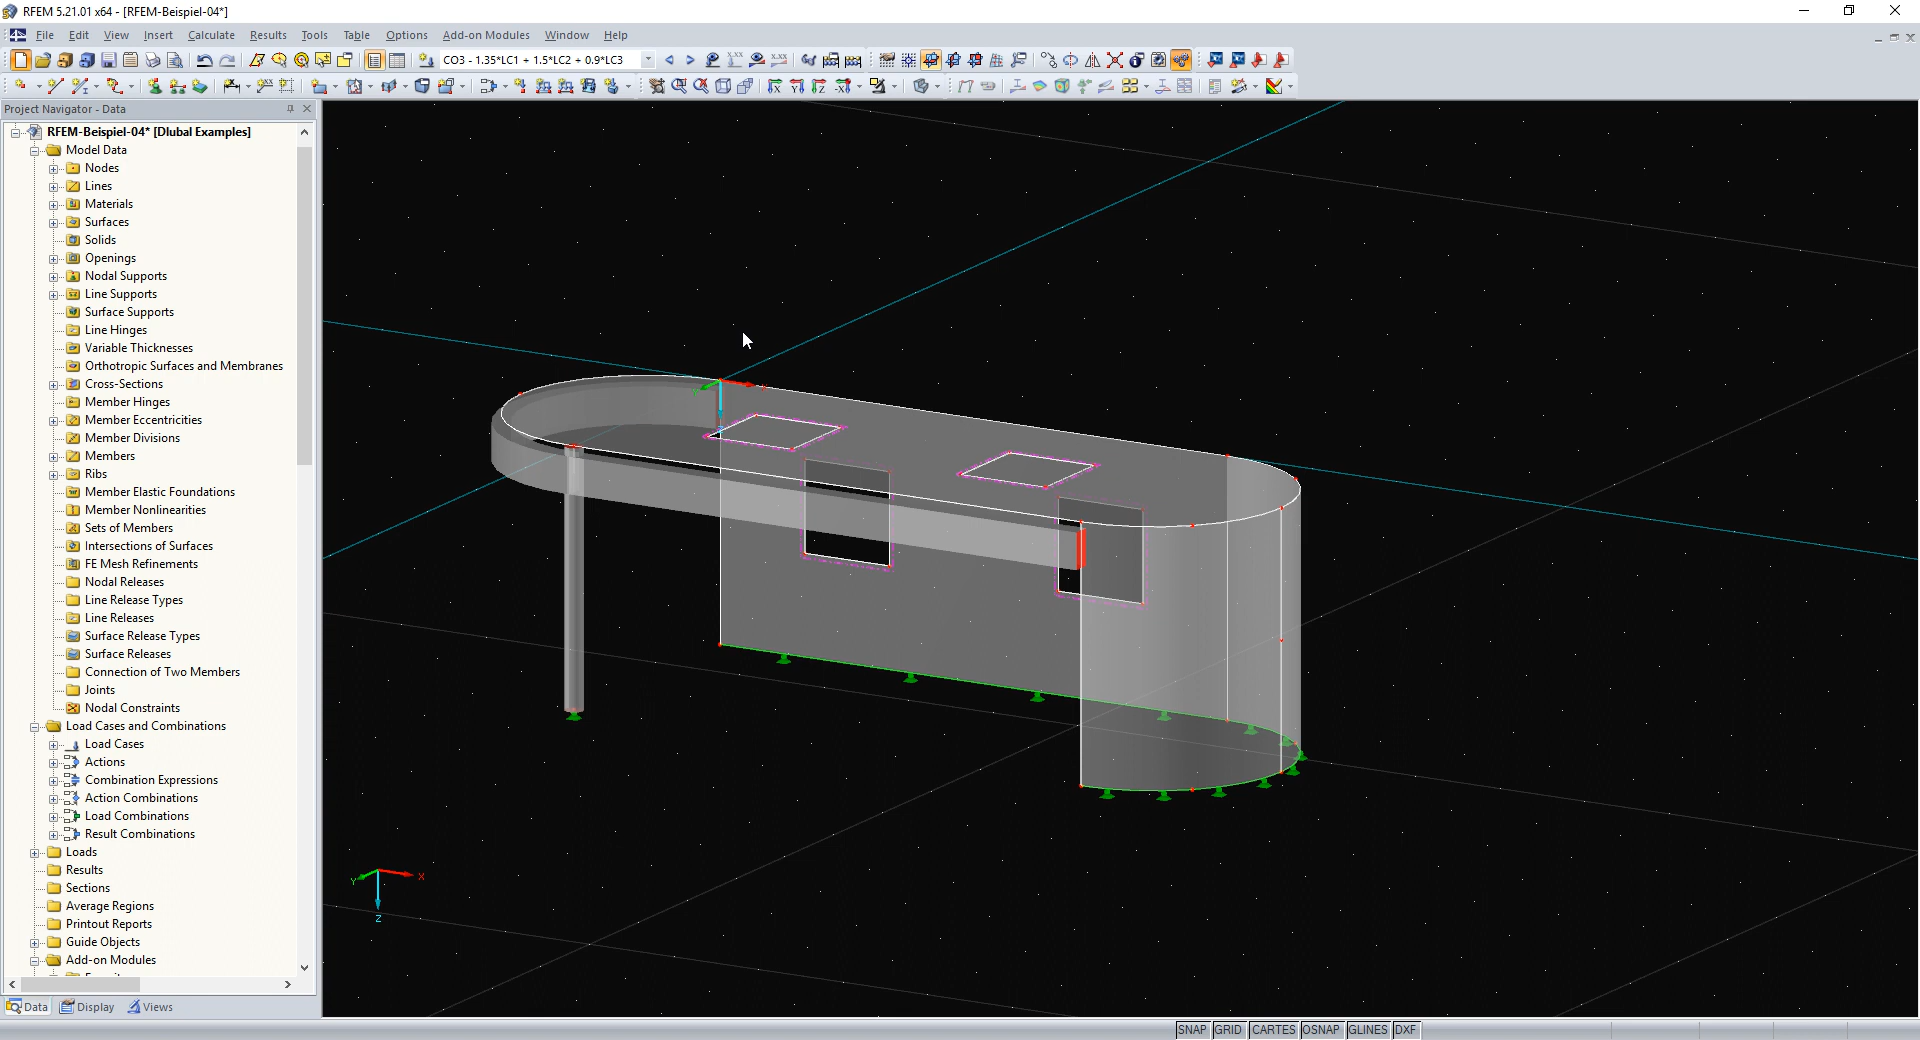 RFEM 5.21.01 x64 - [RFEM-Beispiel-04*]
File Edit View Insert Calculate Results Tools Table Options Add-on Modules Window Help
CO3 - 1.35*LC1 + 1.5*LC2 + 0.9*LC3
Project Navigator - Data
RFEM-Beispiel-04* [Dlubal Examples]
Model Data
Nodes
Lines
Materials
Surfaces
Solids
Openings
Nodal Supports
Line Supports
Surface Supports
Line Hinges
Variable Thicknesses
Orthotropic Surfaces and Membranes
Cross-Sections
Member Hinges
Member Eccentricities
Member Divisions
Members
Ribs
Member Elastic Foundations
Member Nonlinearities
Sets of Members
Intersections of Surfaces
FE Mesh Refinements
Nodal Releases
Line Release Types
Line Releases
Surface Release Types
Surface Releases
Connection of Two Members
Joints
Nodal Constraints
Load Cases and Combinations
Load Cases
Actions
Combination Expressions
Action Combinations
Load Combinations
Result Combinations
Loads
Results
Sections
Average Regions
Printout Reports
Guide Objects
Add-on Modules
Data Display Views
Y X
Z
SNAP GRID CARTES OSNAP GLINES DXF